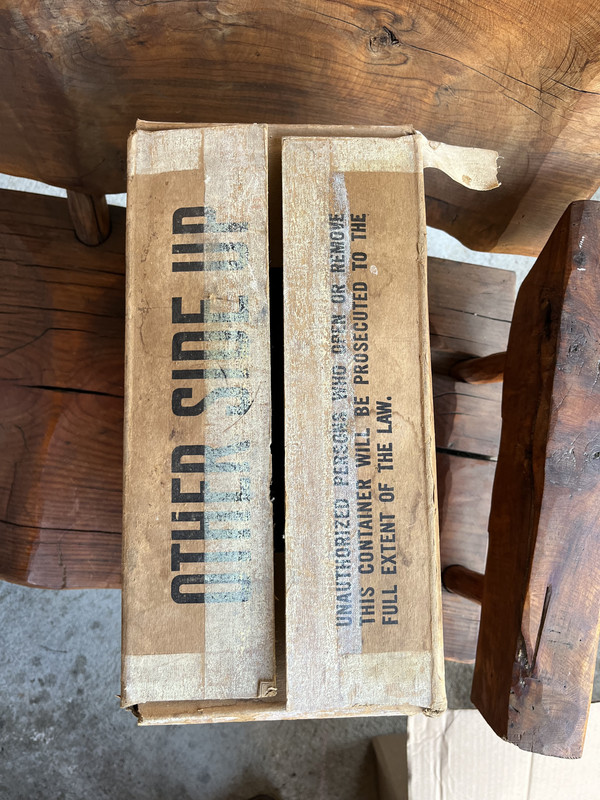 OTHER SIDE UP
UNAUTHORIZED PERSONS WHO OPEN OR REMOVE
THIS CONTAINER WILL BE PROSECUTED TO THE
FULL EXTENT OF THE LAW.